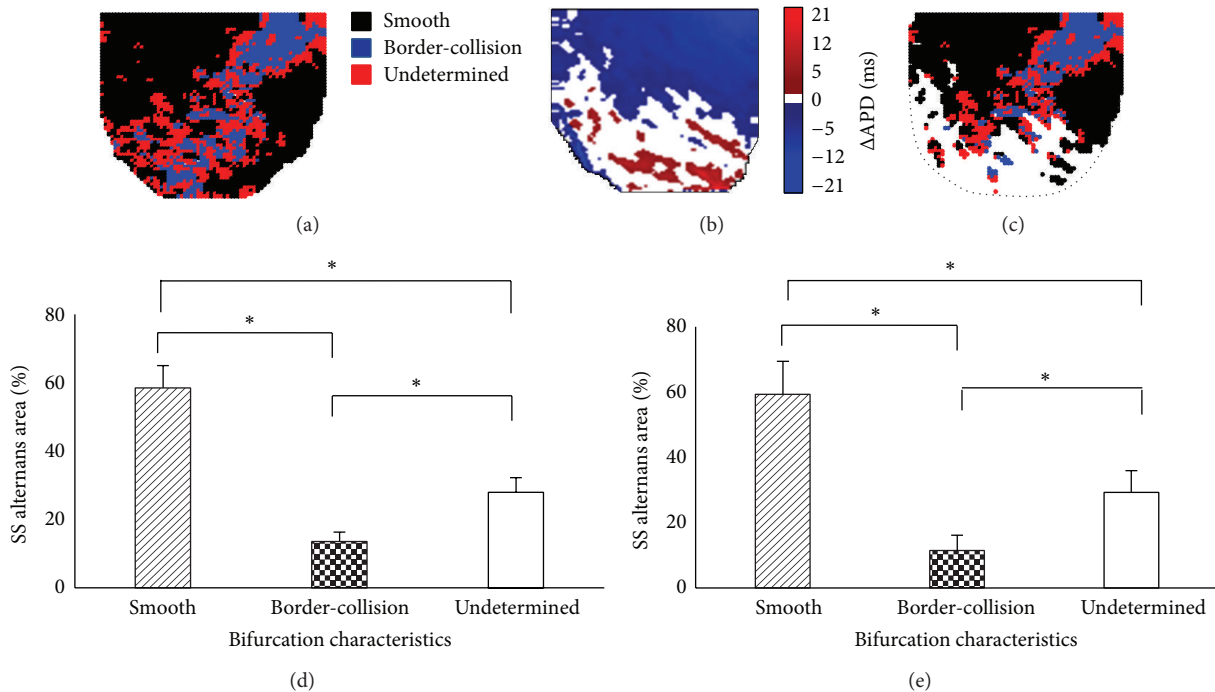 Smooth
Border-collision
Undetermined
(a)
21
12
5
0
−5
−12
−21
ΔAPD (ms)
(b)
(c)
SS alternans area (%)
80
60
40
20
0
*
*
*
Smooth
Border-collision
Undetermined
Bifurcation characteristics
(d)
SS alternans area (%)
80
60
40
20
0
*
*
*
Smooth
Border-collision
Undetermined
Bifurcation characteristics
(e)